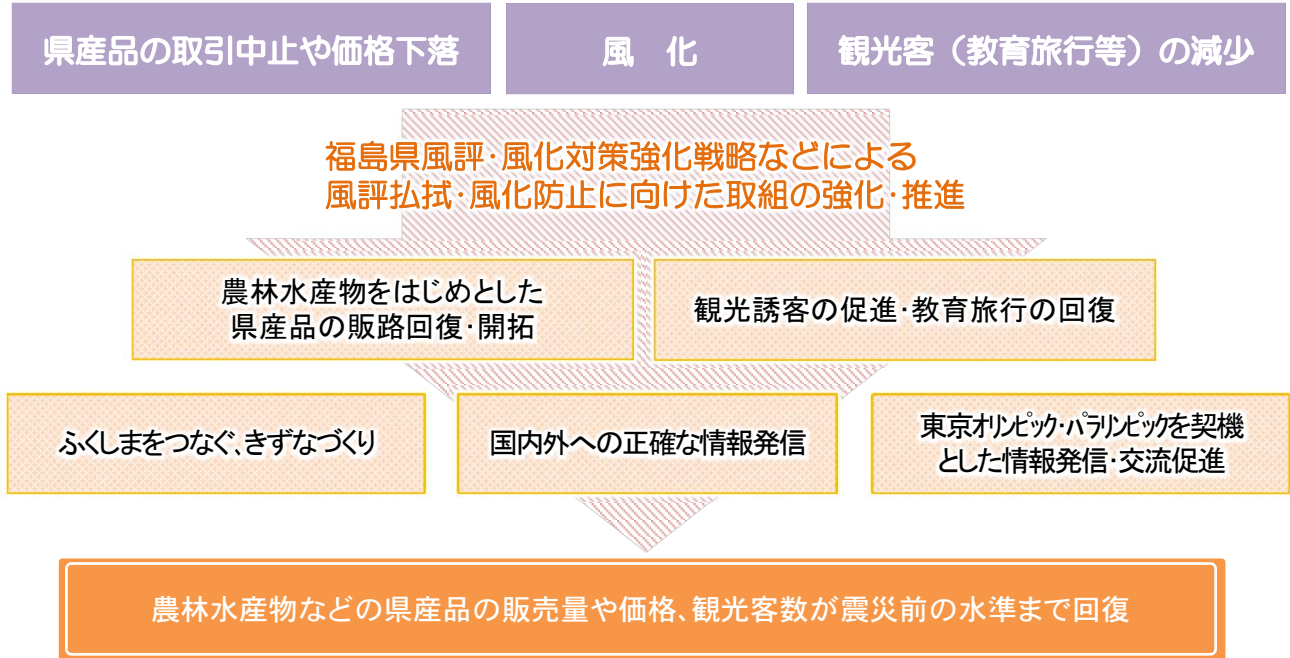 県産品の取引中止や価格下落
風 化
観光客（教育旅行等）の減少
福島県風評・風化対策強化戦略などによる
風評払拭・風化防止に向けた取組の強化・推進
農林水産物をはじめとした
県産品の販路回復・開拓
観光誘客の促進・教育旅行の回復
ふくしまをつなぐ、きずなづくり
国内外への正確な情報発信
東京オリンピック・パラリンピックを契機
とした情報発信・交流促進
農林水産物などの県産品の販売量や価格、観光客数が震災前の水準まで回復